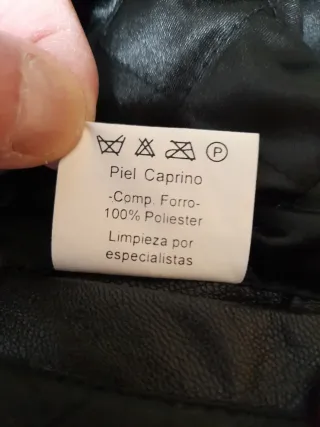 P
Piel Caprino
-Comp. Forro-
100% Poliester
Limpieza por
especialistas